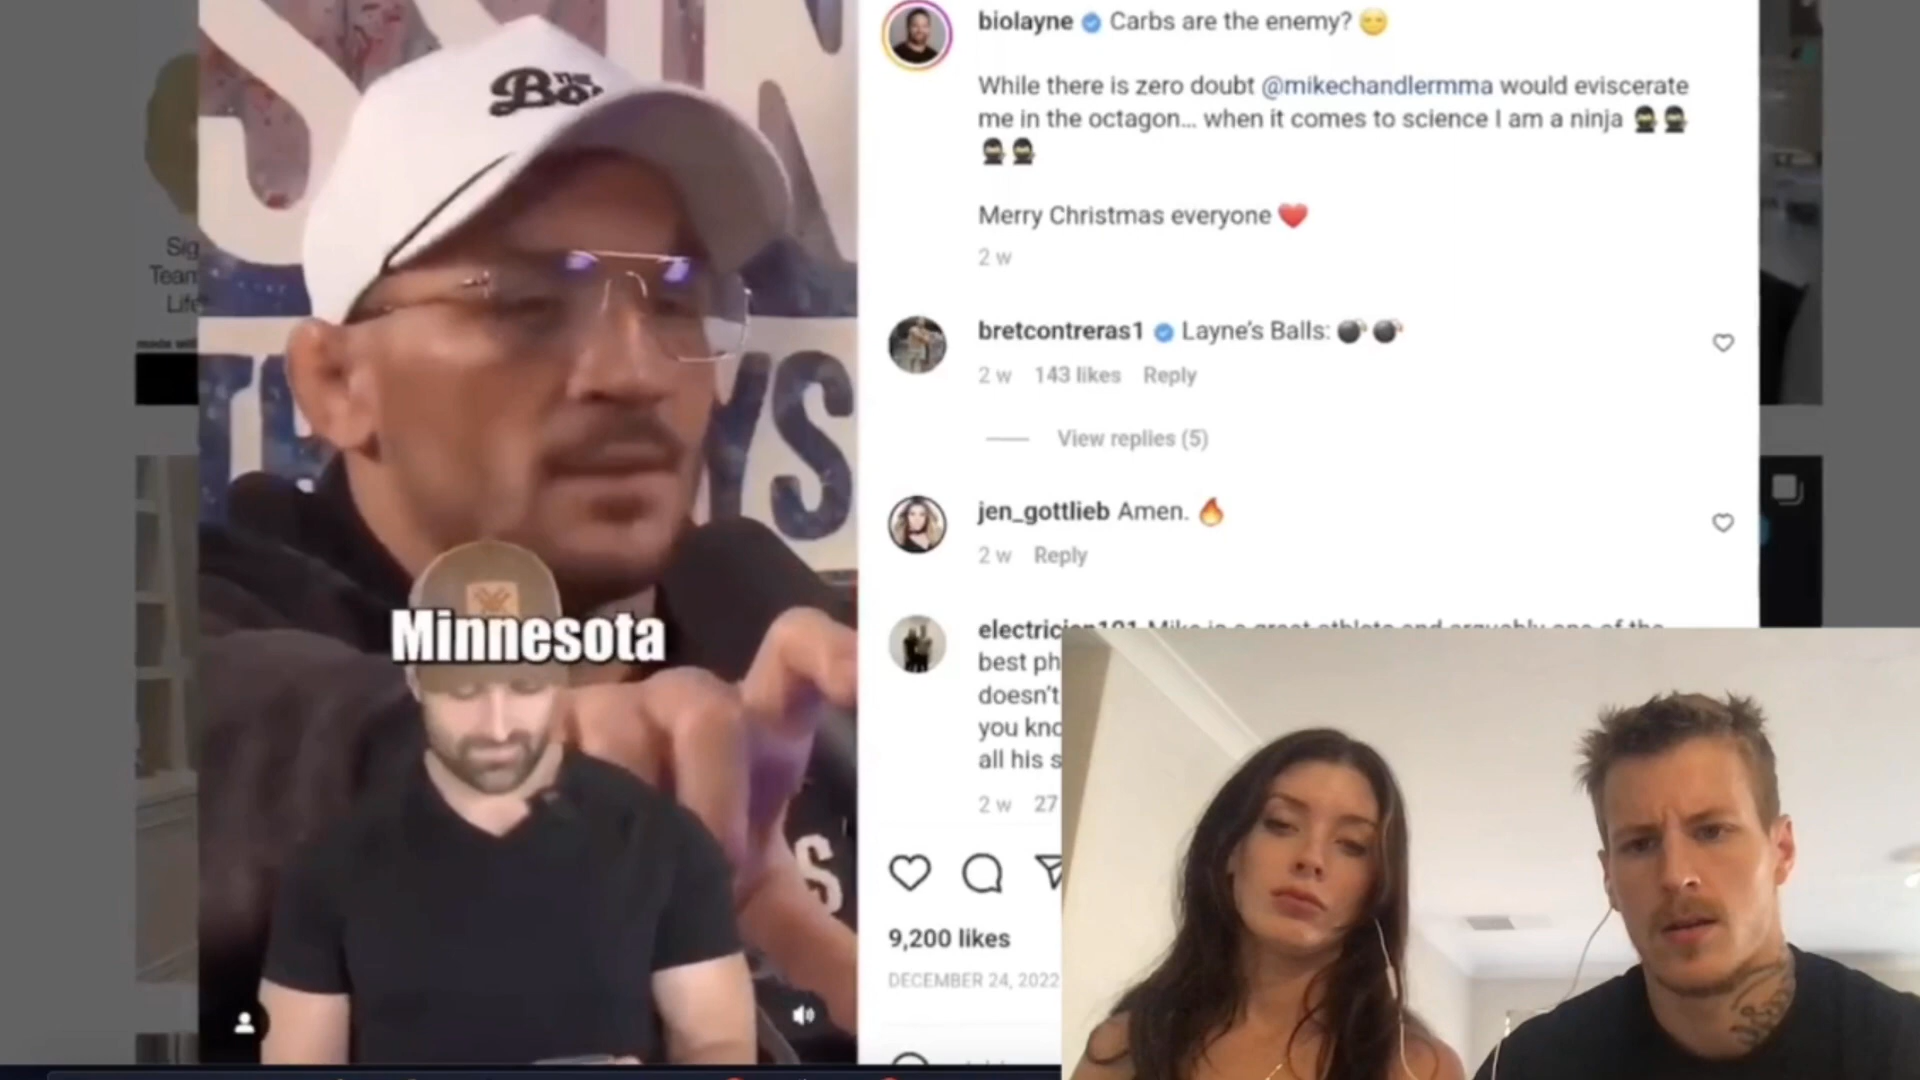 biolayne Carbs are the enemy? 😑
While there is zero doubt @mikechandlermma would eviscerate
me in the octagon... when it comes to science I am a ninja 🥷🥷
🥷🥷
Merry Christmas everyone ❤️
2 w
bretcontreras1 Layne's Balls: 💣💣
2 w 143 likes Reply
View replies (5)
jen_gottlieb Amen. 🔥
2 w Reply
best ph
doesn't
you kno
all his s
2 w 27
9,200 likes
DECEMBER 24, 2022
Minnesota
Sig
Team
Life